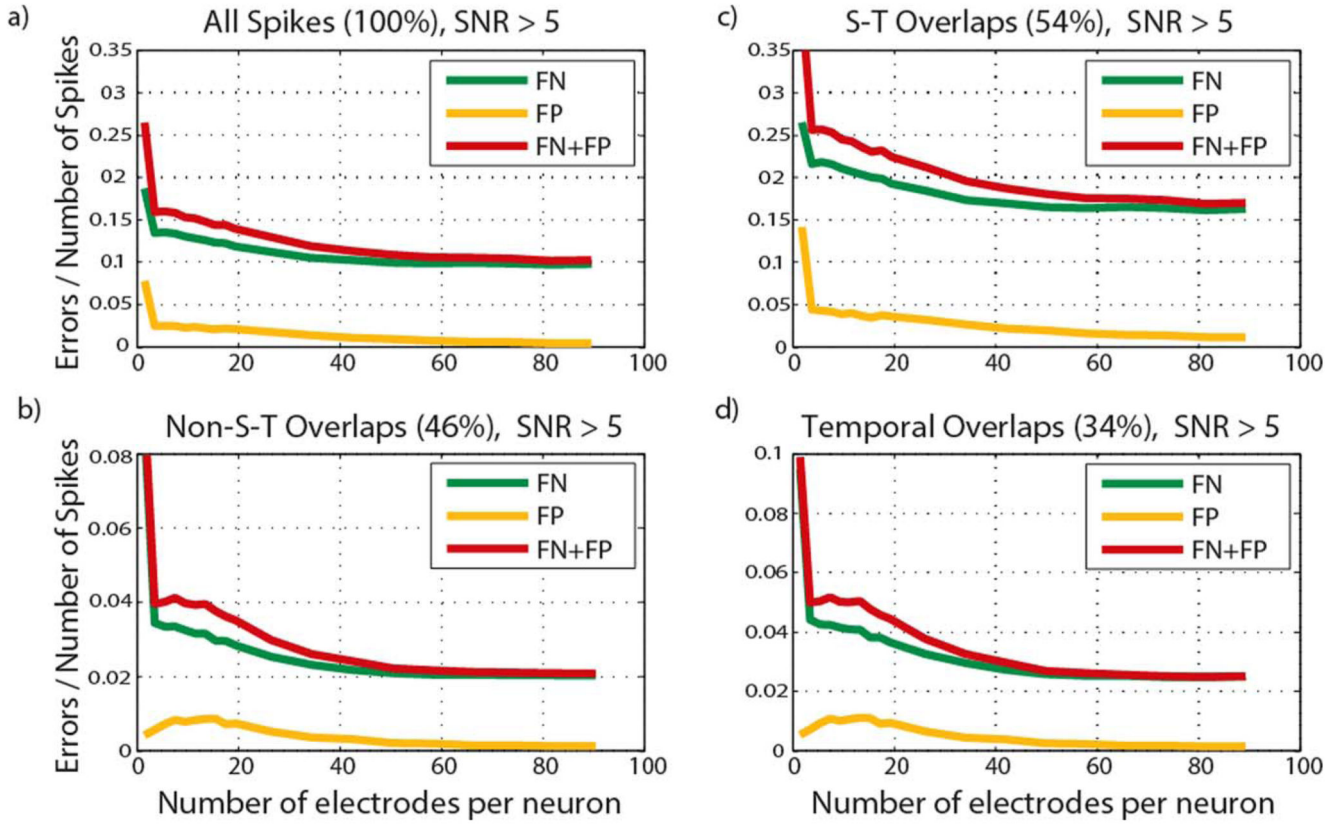 a)
All Spikes (100%), SNR > 5
Errors / Number of Spikes
0.35
0.3
0.25
0.2
0.15
0.1
0.05
0
0 20 40 60 80 100
FN
FP
FN+FP
c)
S-T Overlaps (54%), SNR > 5
0.35
0.3
0.25
0.2
0.15
0.1
0.05
0
0 20 40 60 80 100
FN
FP
FN+FP
b)
Non-S-T Overlaps (46%), SNR > 5
Errors / Number of Spikes
0.08
0.06
0.04
0.02
0
0 20 40 60 80 100
Number of electrodes per neuron
FN
FP
FN+FP
d)
Temporal Overlaps (34%), SNR > 5
0.1
0.08
0.06
0.04
0.02
0
0 20 40 60 80 100
Number of electrodes per neuron
FN
FP
FN+FP